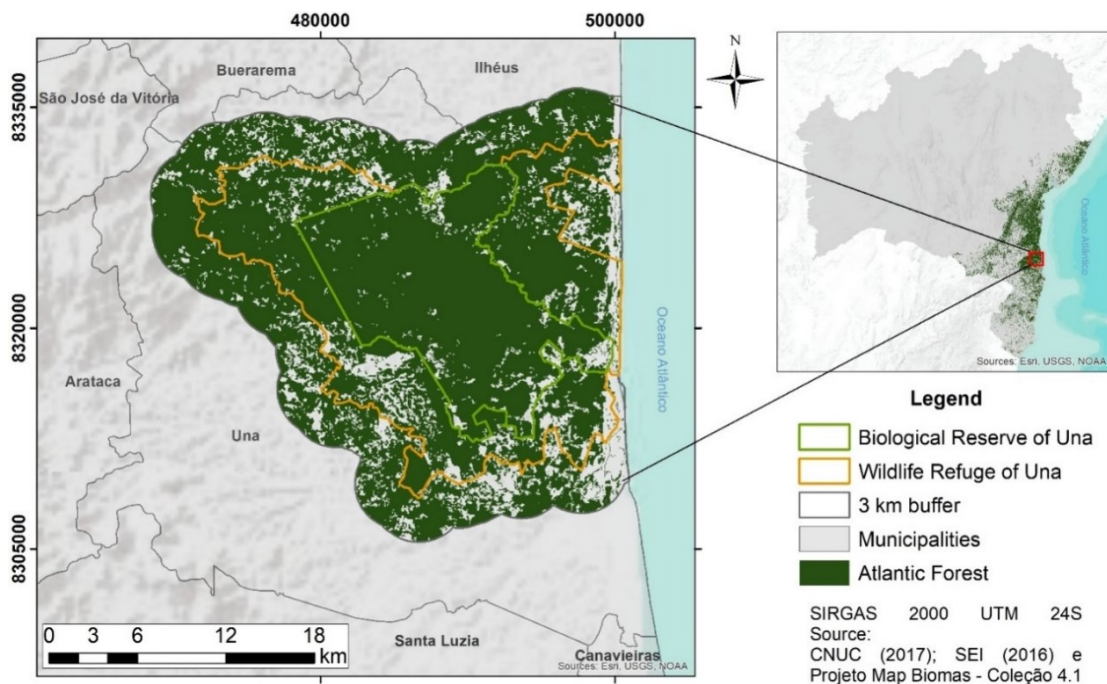 480000
500000
8335000
8320000
8305000
Buerarema
Ilhéus
São José da Vitória
Arataca
Una
Oceano Atlântico
Santa Luzia
Canavieiras
0 3 6 12 18
km
Sources: Esri, USGS, NOAA
N
Oceano Atlântico
Sources: Esri, USGS, NOAA
Legend
Biological Reserve of Una
Wildlife Refuge of Una
3 km buffer
Municipalities
Atlantic Forest
SIRGAS 2000 UTM 24S
Source:
CNUC (2017); SEI (2016) e
Projeto Map Biomas - Coleção 4.1